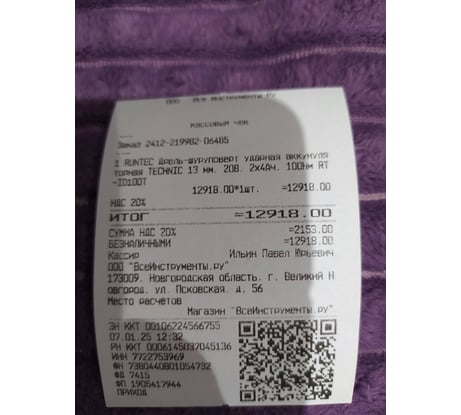 ООО "Все Инструменты.Ру
КАССОВЫЙ ЧЕК
Заказ 2412-219982-06485
1 RUNTEC Дрель-шуруповерт ударная аккумуля
торная TECHNIC 13 мм. 20В. 2х4Ач. 100Нм RT
-ID100T
12918.00*1шт. =12918.00
НДС 20%
ИТОГ =12918.00
СУММА НДС 20% =2153.00
БЕЗНАЛИЧНЫМИ =12918.00
Кассир Ильин Павел Юрьевич
ООО "ВсеИнструменты.ру"
173009. Новгородская область. г. Великий Н
овгород. ул. Псковская. д. 56
Место расчетов
Магазин "ВсеИнструменты.ру"
ЗН ККТ 00106224566755
07.01.25 12:32
РН ККТ 0006145037045136
ИНН 7722753969
ФН 7380440801054732
ФД 7415
ФП 1905417944
ПРИХОД